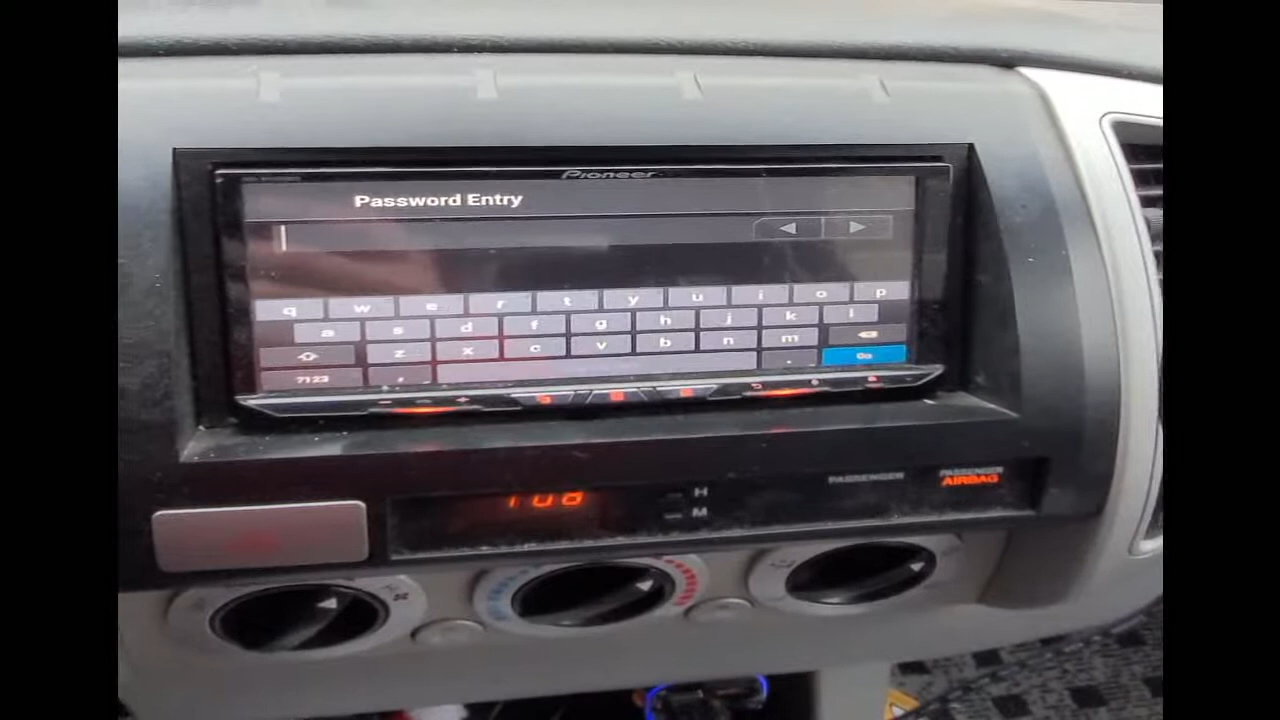 Pioneer
Password Entry
q w e r t y u i o p
a s d f g h j k l
z x c v b n m
?123 , . Go
H
M
PASSENGER
PASSENGER
AIRBAG